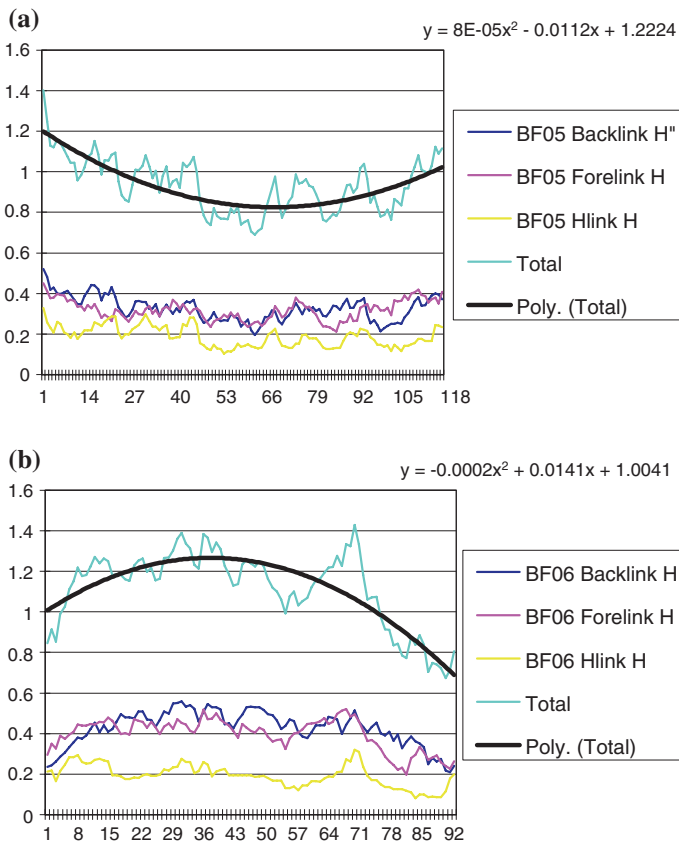 (a)
y = 8E-05x² - 0.0112x + 1.2224
1.6
1.4
1.2
1
0.8
0.6
0.4
0.2
0
1 14 27 40 53 66 79 92 105 118
BF05 Backlink H"
BF05 Forelink H
BF05 Hlink H
Total
Poly. (Total)
(b)
y = -0.0002x² + 0.0141x + 1.0041
1.6
1.4
1.2
1
0.8
0.6
0.4
0.2
0
1 8 15 22 29 36 43 50 57 64 71 78 85 92
BF06 Backlink H
BF06 Forelink H
BF06 Hlink H
Total
Poly. (Total)